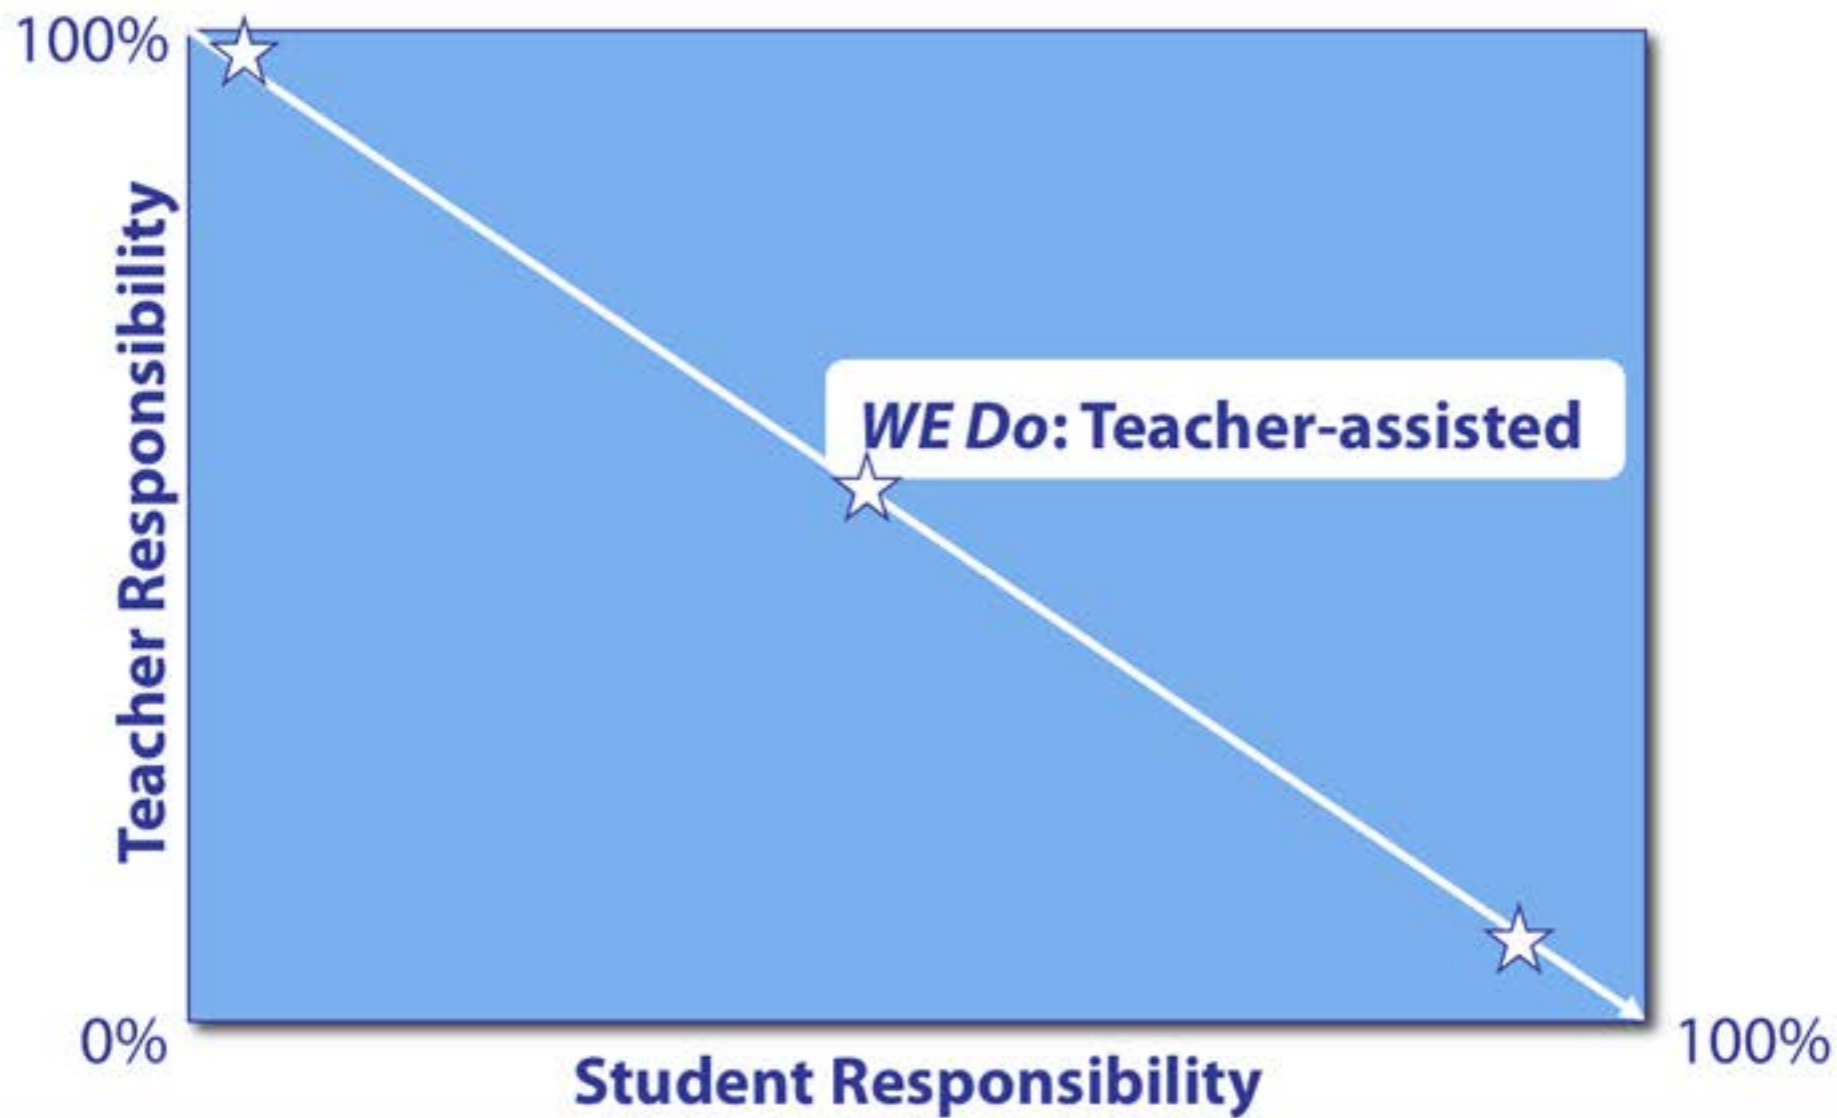 100%
Teacher Responsibility
WE Do: Teacher-assisted
0%
100%
Student Responsibility